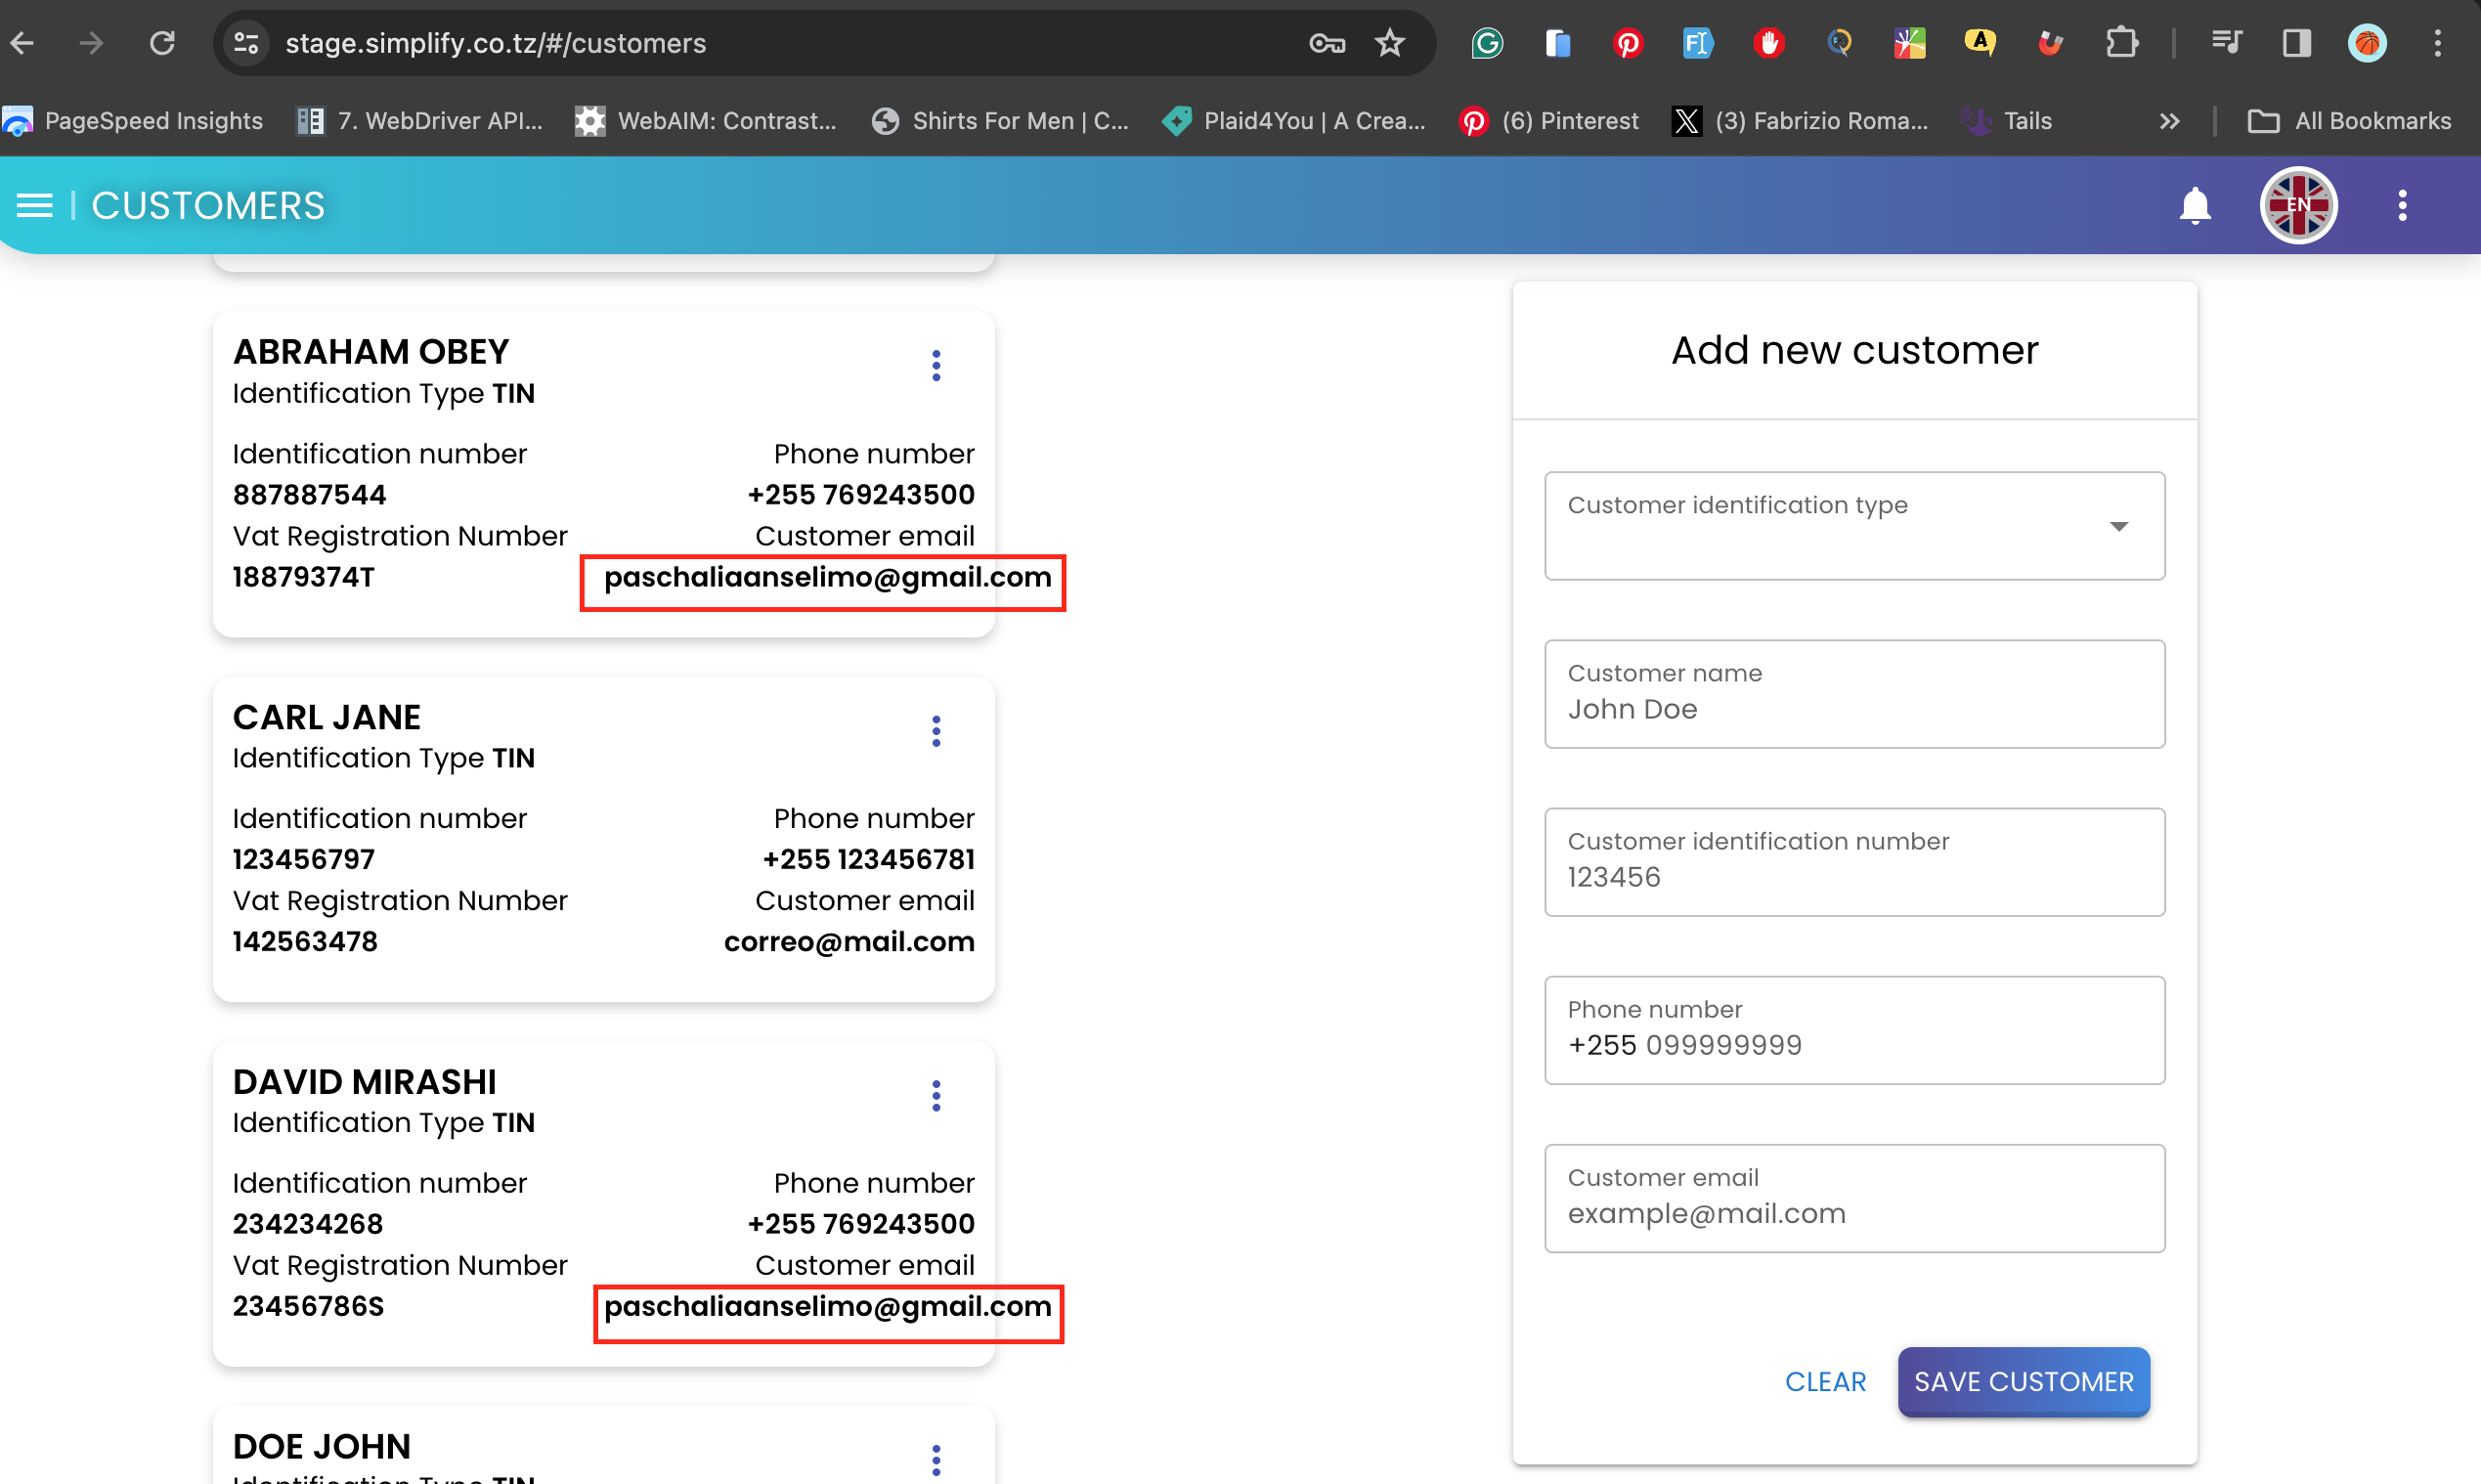 stage.simplify.co.tz/#/customers
PageSpeed Insights
7. WebDriver API...
WebAIM: Contrast...
Shirts For Men | C...
Plaid4You | A Crea...
(6) Pinterest
(3) Fabrizio Roma...
Tails
All Bookmarks
CUSTOMERS
EN
ABRAHAM OBEY
Identification Type TIN
Identification number
Phone number
887887544
+255 769243500
Vat Registration Number
Customer email
18879374T
paschaliaanselimo@gmail.com
CARL JANE
Identification Type TIN
Identification number
Phone number
123456797
+255 123456781
Vat Registration Number
Customer email
142563478
correo@mail.com
DAVID MIRASHI
Identification Type TIN
Identification number
Phone number
234234268
+255 769243500
Vat Registration Number
Customer email
23456786S
paschaliaanselimo@gmail.com
DOE JOHN
Identification Type TIN
Add new customer
Customer identification type
Customer name
John Doe
Customer identification number
123456
Phone number
+255 099999999
Customer email
example@mail.com
CLEAR
SAVE CUSTOMER